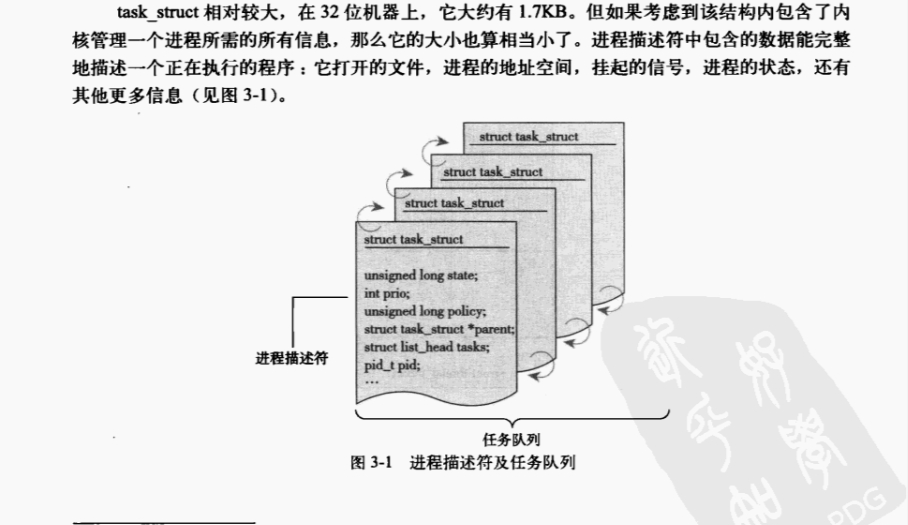 task_struct 相对较大，在 32 位机器上，它大约有 1.7KB。但如果考虑到该结构内包含了内
核管理一个进程所需的所有信息，那么它的大小也算相当小了。进程描述符中包含的数据能完整
地描述一个正在执行的程序：它打开的文件，进程的地址空间，挂起的信号，进程的状态，还有
其他更多信息（见图 3-1）。
struct task_struct
struct task_struct
struct task_struct
struct task_struct
unsigned long state;
int prio;
unsigned long policy;
struct task_struct *parent;
struct list_head tasks;
pid_t pid;
…
进程描述符
任务队列
图 3-1 进程描述符及任务队列
PDG